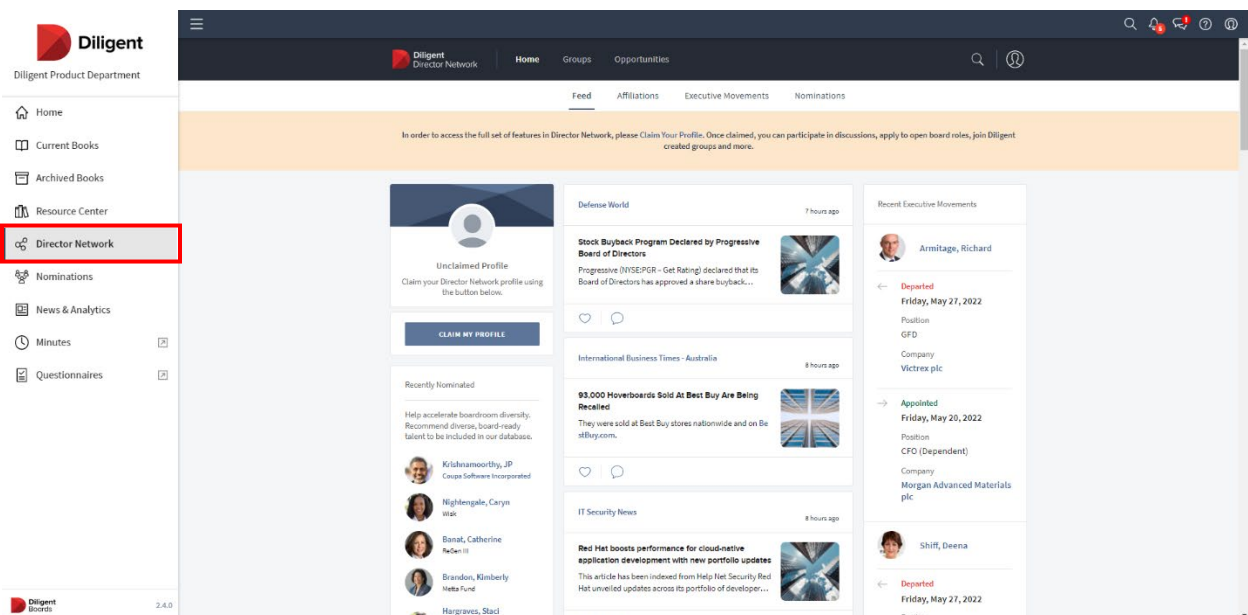 Diligent
Diligent Product Department
Home
Current Books
Archived Books
Resource Center
Director Network
Nominations
News & Analytics
Minutes
Questionnaires
Diligent
Boards
2.4.0
Diligent
Director Network
Home
Groups
Opportunities
Feed
Affiliations
Executive Movements
Nominations
In order to access the full set of features in Director Network, please Claim Your Profile. Once claimed, you can participate in discussions, apply to open board roles, join Diligent
created groups and more.
Unclaimed Profile
Claim your Director Network profile using
the button below.
CLAIM MY PROFILE
Recently Nominated
Help accelerate boardroom diversity.
Recommend diverse, board-ready
talent to be included in our database.
Krishnamoorthy, JP
Coupa Software Incorporated
Nightengale, Caryn
Wisk
Banat, Catherine
ReGen III
Brandon, Kimberly
Metta Fund
Hargraves, Staci
Defense World
7 hours ago
Stock Buyback Program Declared by Progressive
Board of Directors
Progressive (NYSE:PGR – Get Rating) declared that its
Board of Directors has approved a share buyback...
International Business Times - Australia
8 hours ago
93,000 Hoverboards Sold At Best Buy Are Being
Recalled
They were sold at Best Buy stores nationwide and on Be
stBuy.com.
IT Security News
8 hours ago
Red Hat boosts performance for cloud-native
application development with new portfolio updates
This article has been indexed from Help Net Security Red
Hat unveiled updates across its portfolio of developer...
Recent Executive Movements
Armitage, Richard
Departed
Friday, May 27, 2022
Position
GFD
Company
Victrex plc
Appointed
Friday, May 20, 2022
Position
CFO (Dependent)
Company
Morgan Advanced Materials
plc
Shiff, Deena
Departed
Friday, May 27, 2022